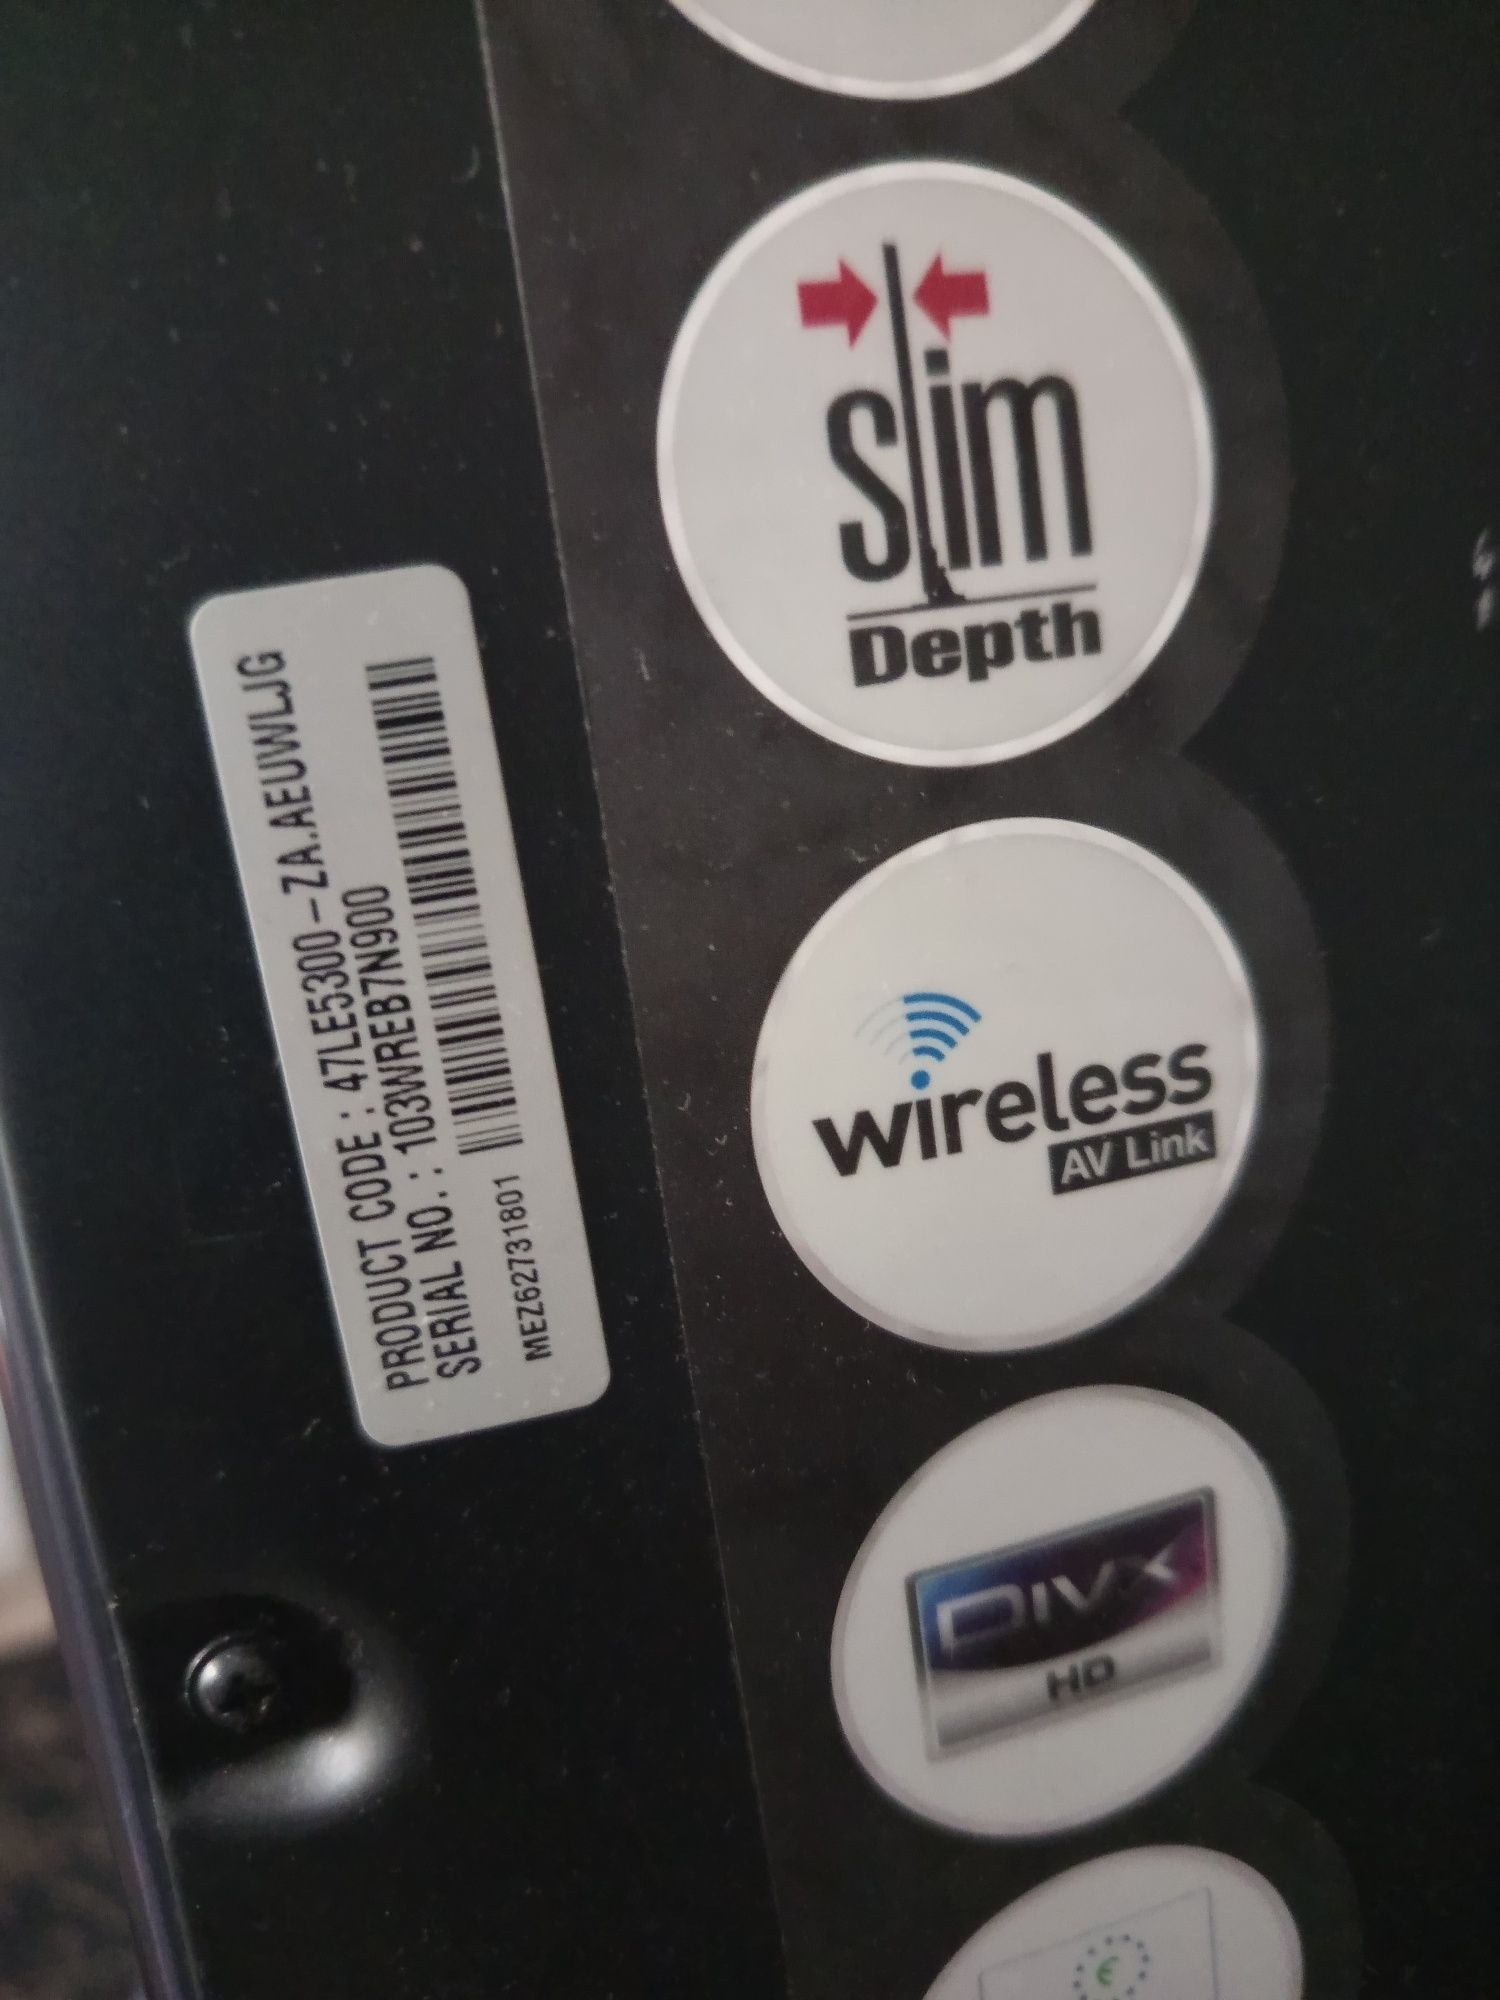 PRODUCT CODE : 47LE5300-ZA.AEUWLJG
SERIAL NO. : 103WREB7N900
MEZ62731801
slim
Depth
wireless
AV Link
DIVX
HD